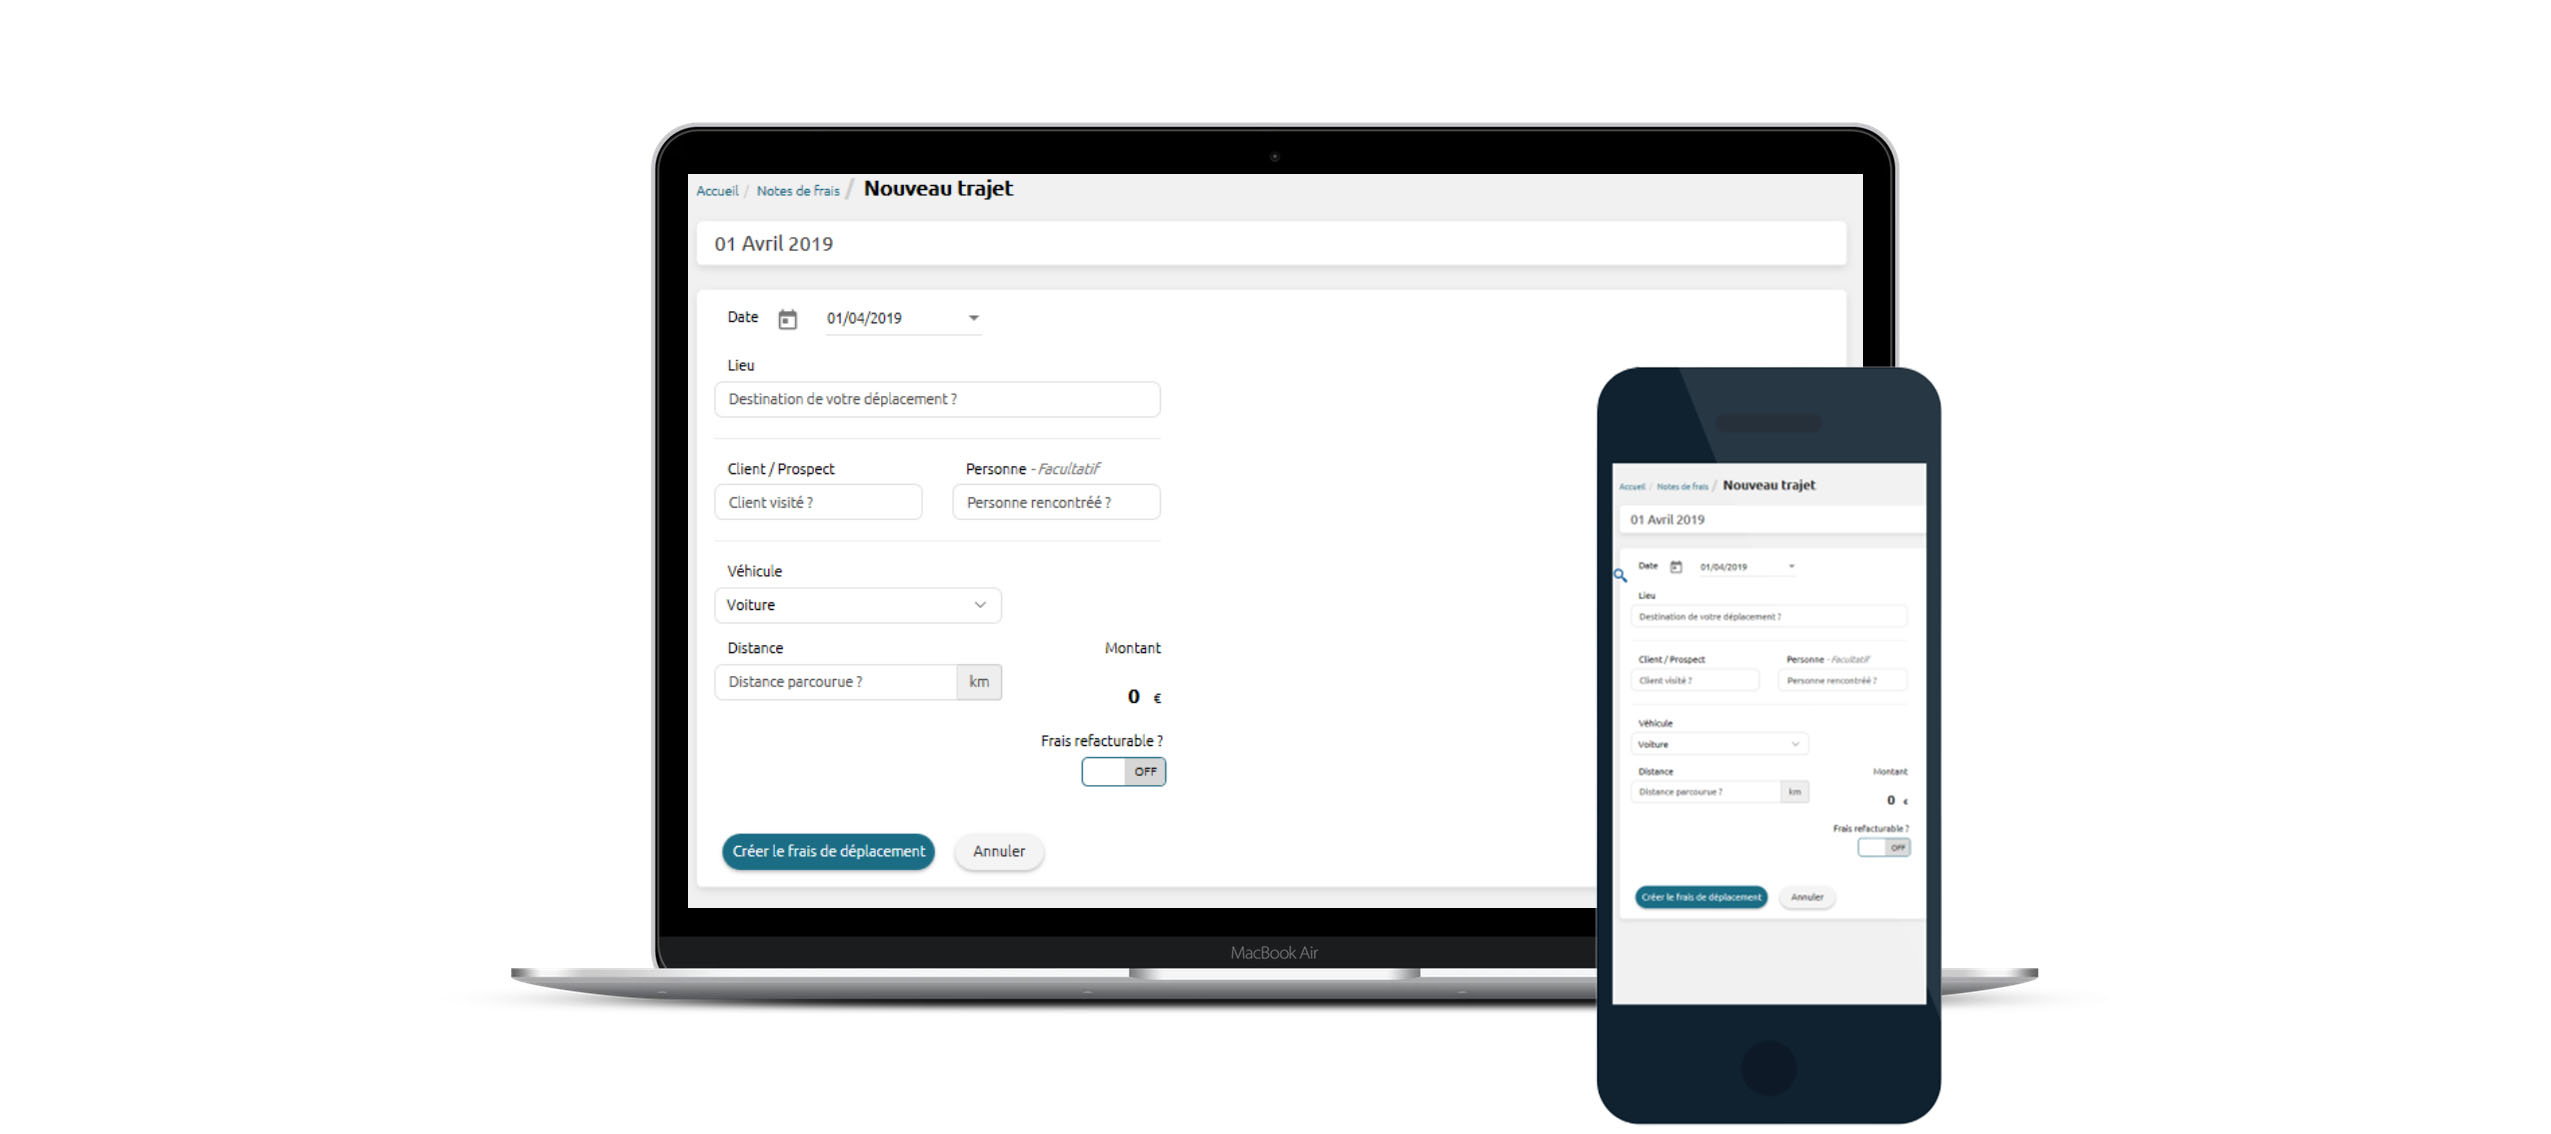 Accueil / Notes de frais / Nouveau trajet
01 Avril 2019
Date 01/04/2019
Lieu
Destination de votre déplacement ?
Client / Prospect Personne - Facultatif
Client visité ? Personne rencontréé ?
Véhicule
Voiture
Distance Montant
Distance parcourue ? km
0 €
Frais refacturable ?
OFF
Créer le frais de déplacement Annuler
MacBook Air
Accueil / Notes de frais / Nouveau trajet
01 Avril 2019
Date 01/04/2019
Lieu
Destination de votre déplacement ?
Client / Prospect Personne - Facultatif
Client visité ? Personne rencontréé ?
Véhicule
Voiture
Distance Montant
Distance parcourue ? km
0 €
Frais refacturable ?
OFF
Créer le frais de déplacement Annuler